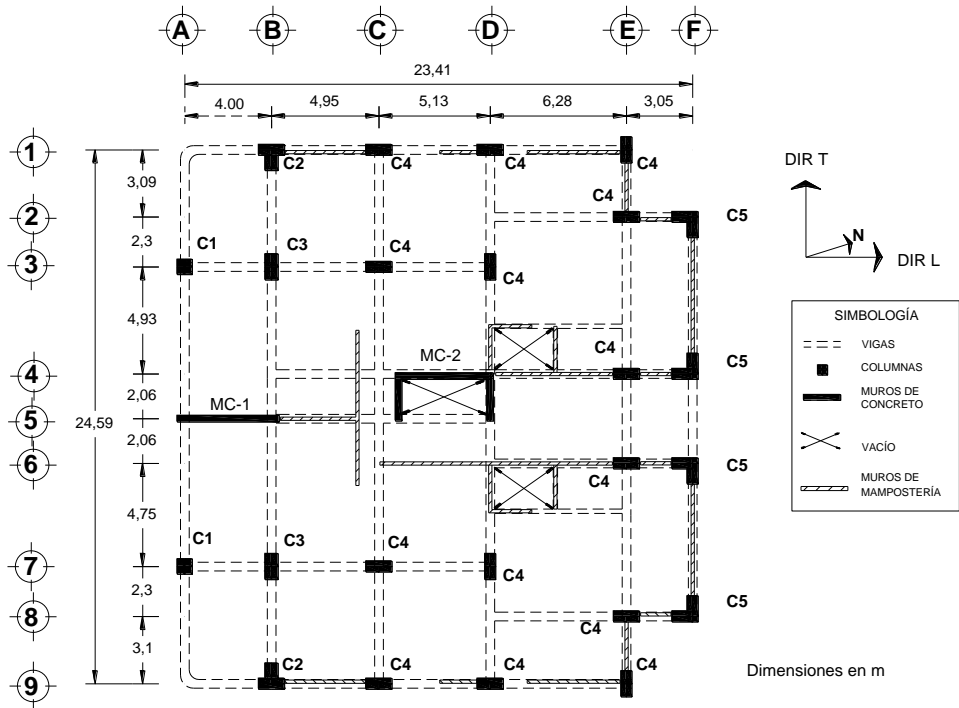 A B C D E F
23,41
4.00 4,95 5,13 6,28 3,05
1
C2 C4 C4 C4
3,09
DIR T
C4
2
C5
2,3
N
C1 C3 C4
3
DIR L
C4
4,93
SIMBOLOGÍA
VIGAS
C4
MC-2
C5
4
COLUMNAS
2,06
MUROS DE
CONCRETO
MC-1
5
24,59
2,06
VACÍO
6
C5
C4
MUROS DE
MAMPOSTERÍA
4,75
C1 C3 C4
7
C4
2,3
C5
8
C4
3,1
C2 C4 C4 C4
Dimensiones en m
9